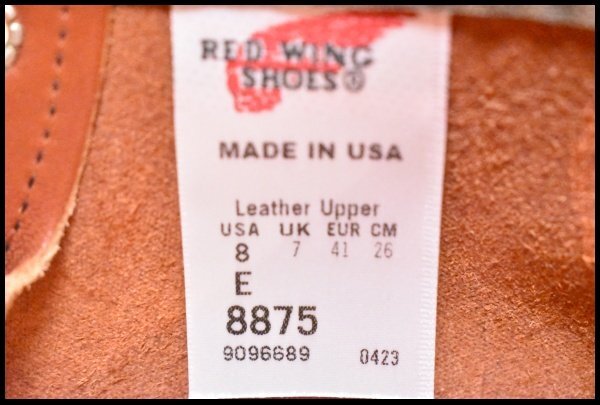 RED WING
SHOES®
MADE IN USA
Leather Upper
USA UK EUR CM
8 7 41 26
E
8875
9096689 0423